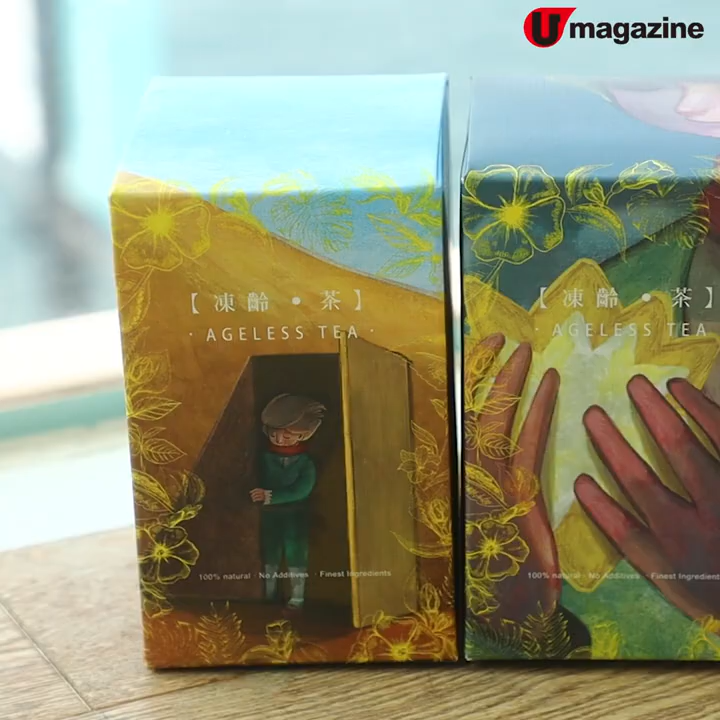 U magazine
【凍齡•茶】
· AGELESS TEA ·
100% natural · No Additives · Finest Ingredients
【凍齡•茶】
· AGELESS TEA
100% natural · No Additives · Finest Ingredient